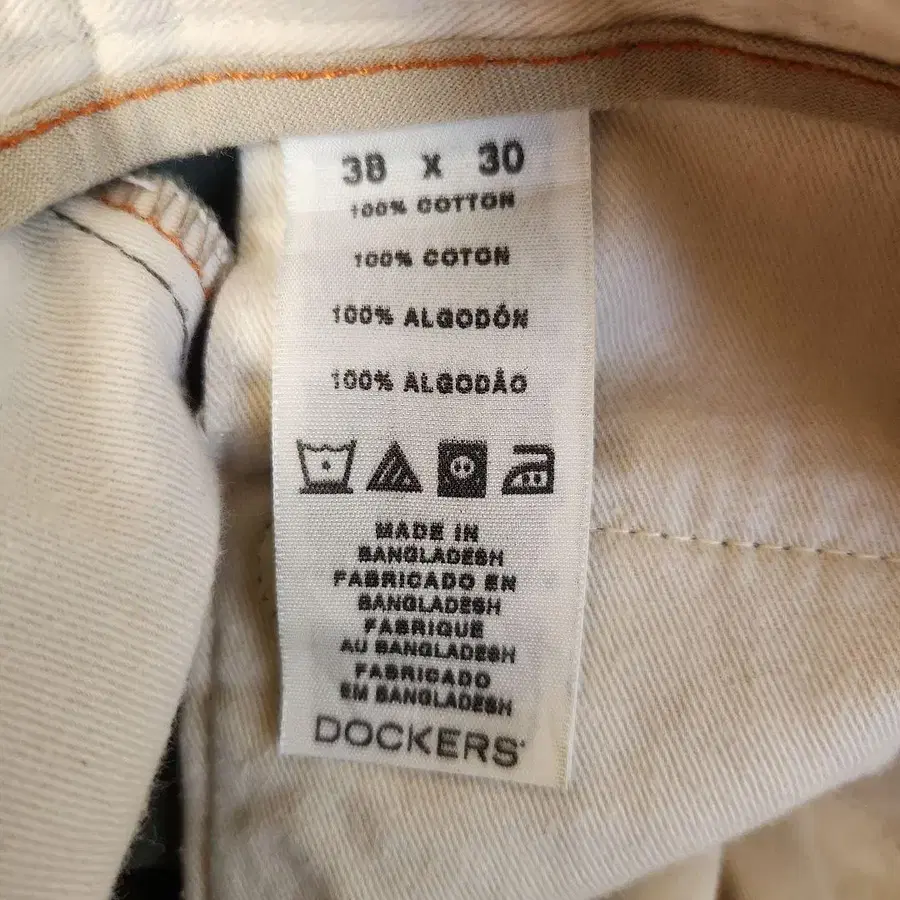 38 x 30
100% COTTON
100% COTON
100% ALGODÓN
100% ALGODÃO
MADE IN
BANGLADESH
FABRICADO EN
BANGLADESH
FABRIQUE
AU BANGLADESH
FABRICADO
EM BANGLADESH
DOCKERS®